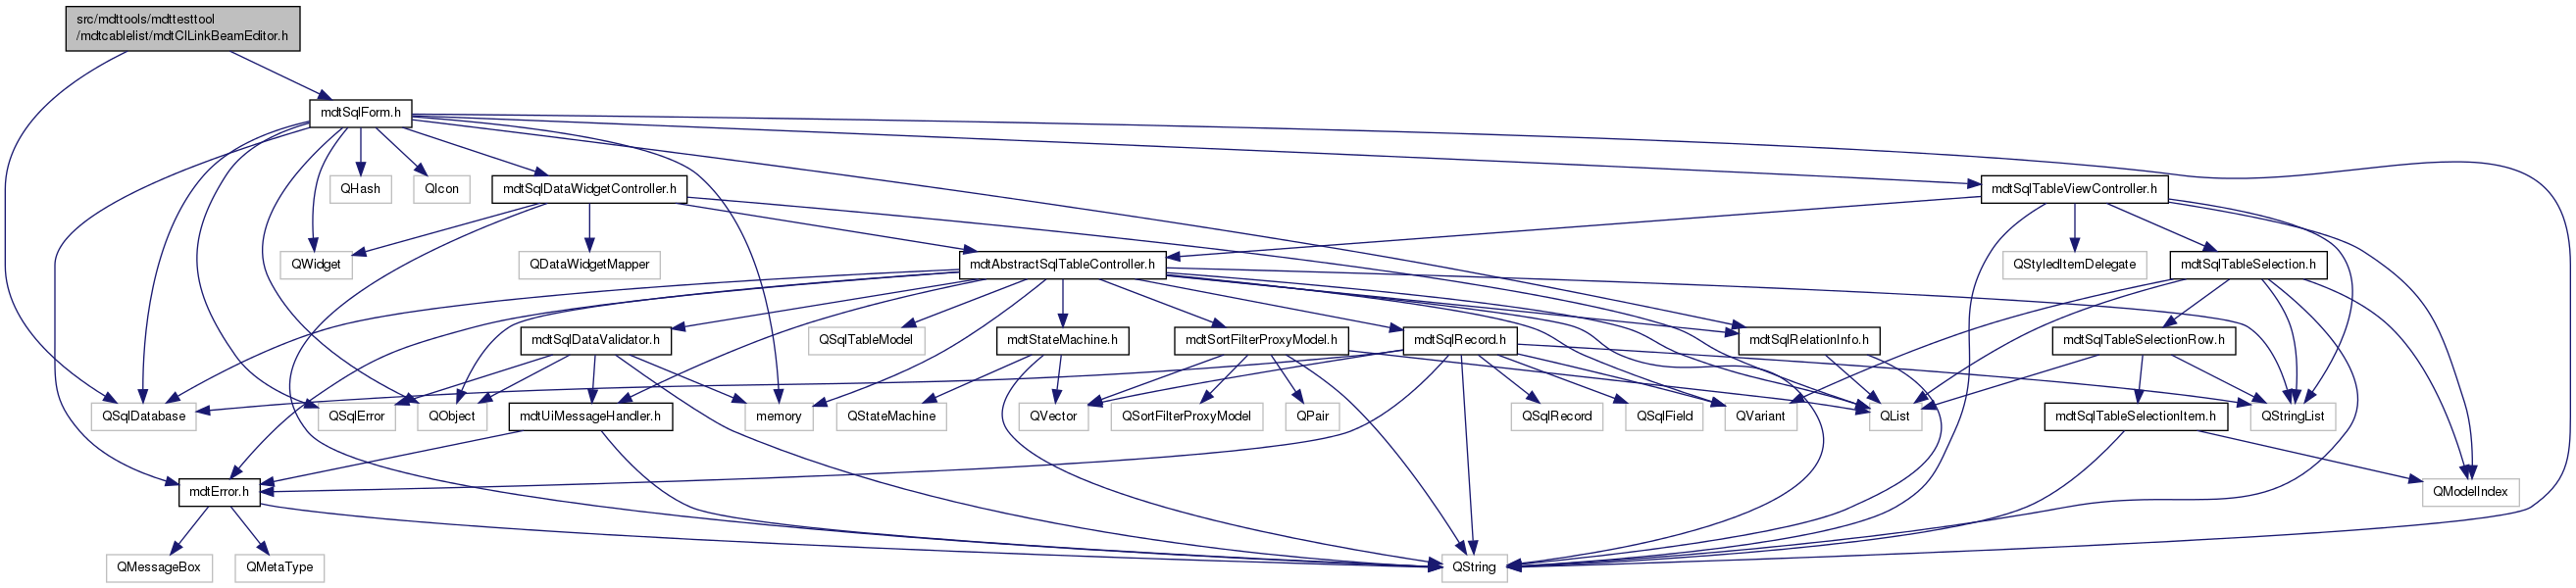 src/mdttools/mdttesttool
/mdtcablelist/mdtClLinkBeamEditor.h
mdtSqlForm.h
QHash
QIcon
mdtSqlDataWidgetController.h
mdtSqlTableViewController.h
QWidget
QDataWidgetMapper
mdtAbstractSqlTableController.h
QStyledItemDelegate
mdtSqlTableSelection.h
mdtSqlDataValidator.h
QSqlTableModel
mdtStateMachine.h
mdtSortFilterProxyModel.h
mdtSqlRecord.h
mdtSqlRelationInfo.h
mdtSqlTableSelectionRow.h
QSqlDatabase
QSqlError
QObject
mdtUiMessageHandler.h
memory
QStateMachine
QVector
QSortFilterProxyModel
QPair
QSqlRecord
QSqlField
QVariant
QList
mdtSqlTableSelectionItem.h
QStringList
mdtError.h
QModelIndex
QMessageBox
QMetaType
QString